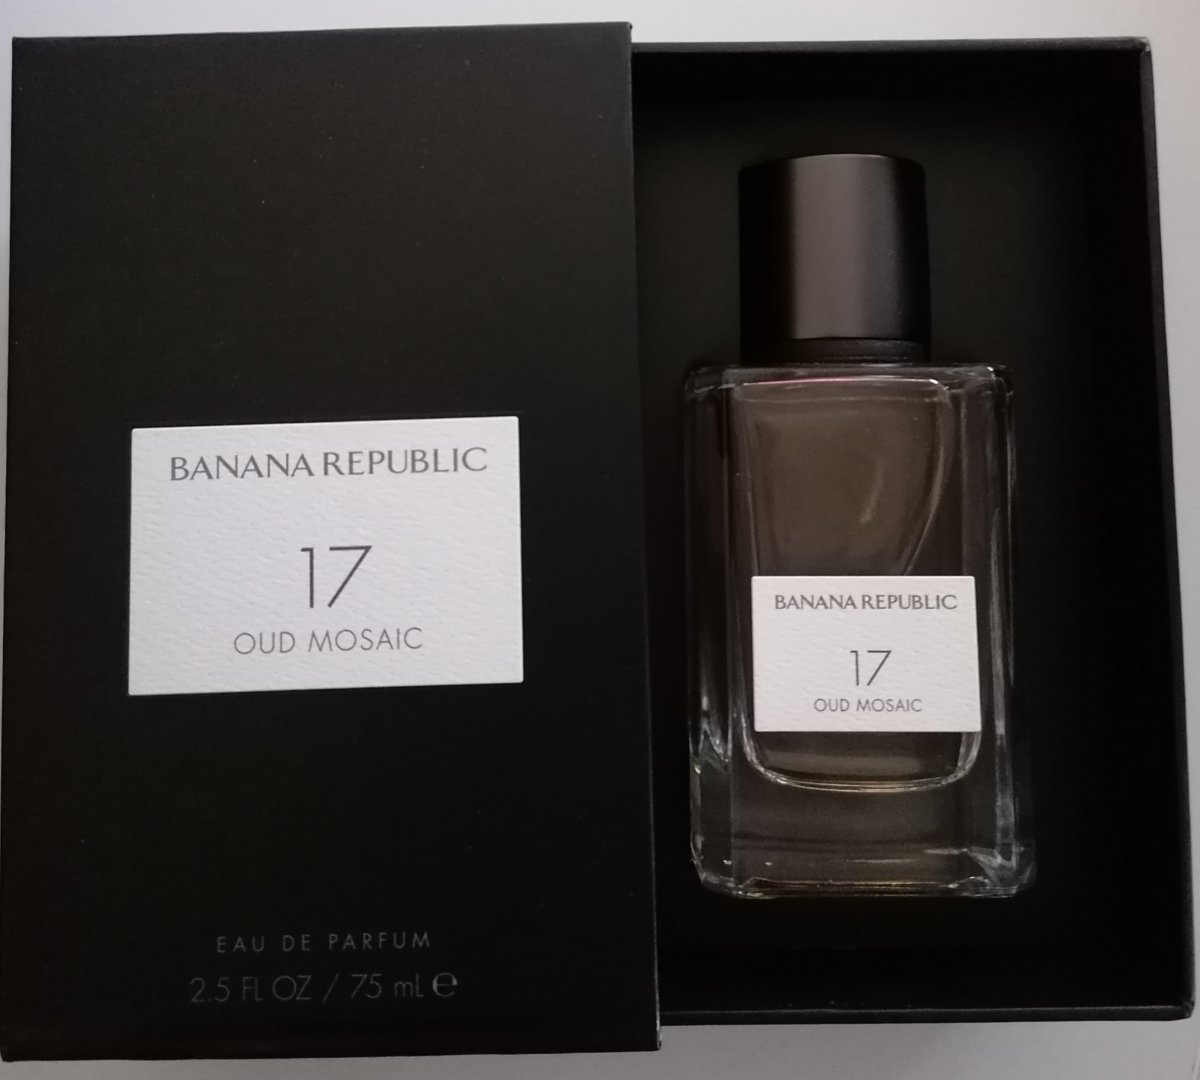 BANANA REPUBLIC
17
OUD MOSAIC
EAU DE PARFUM
2.5 FL OZ / 75 mL ℮
BANANA REPUBLIC
17
OUD MOSAIC